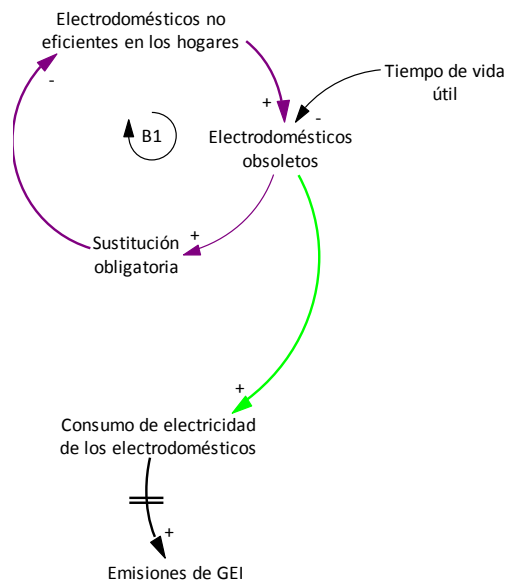 Electrodomésticos no
eficientes en los hogares
-
+
Tiempo de vida
útil
-
B1
Electrodomésticos
obsoletos
+
Sustitución
obligatoria
+
Consumo de electricidad
de los electrodomésticos
+
Emisiones de GEI